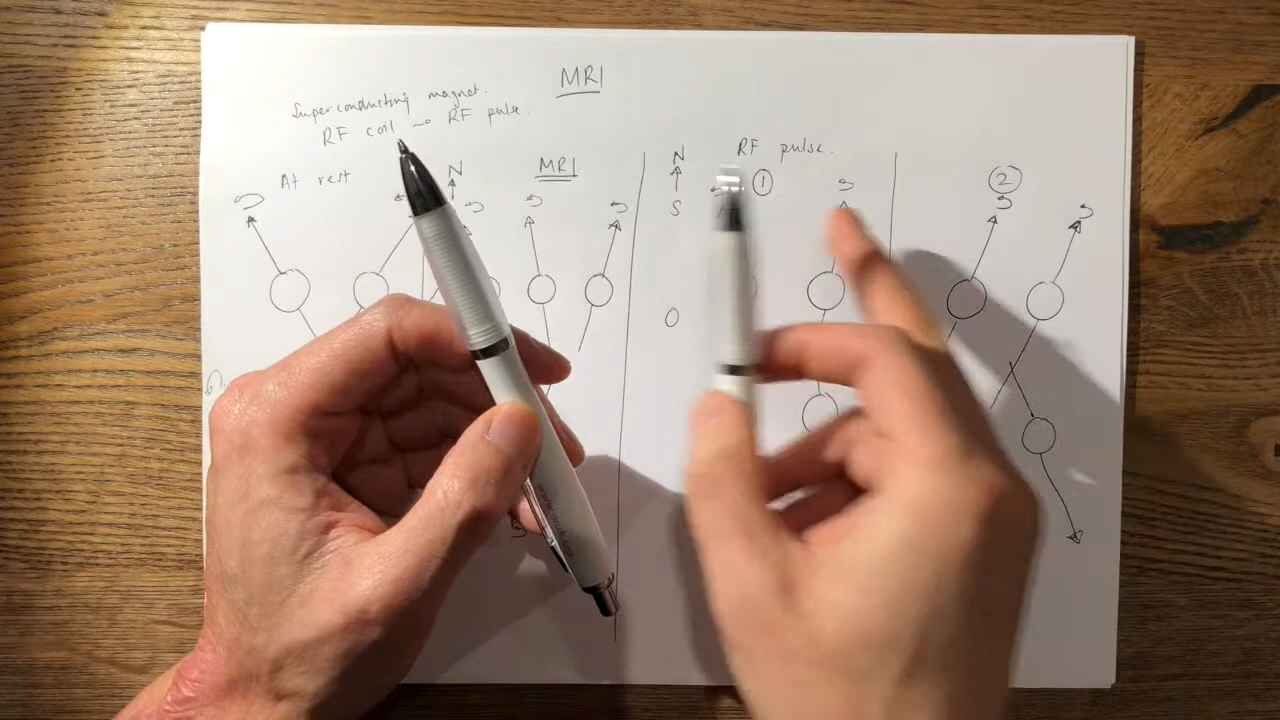 MRI
Superconducting magnet.
RF coil → RF pulse.
At rest
N
MRI
N
S
RF pulse.
1
2